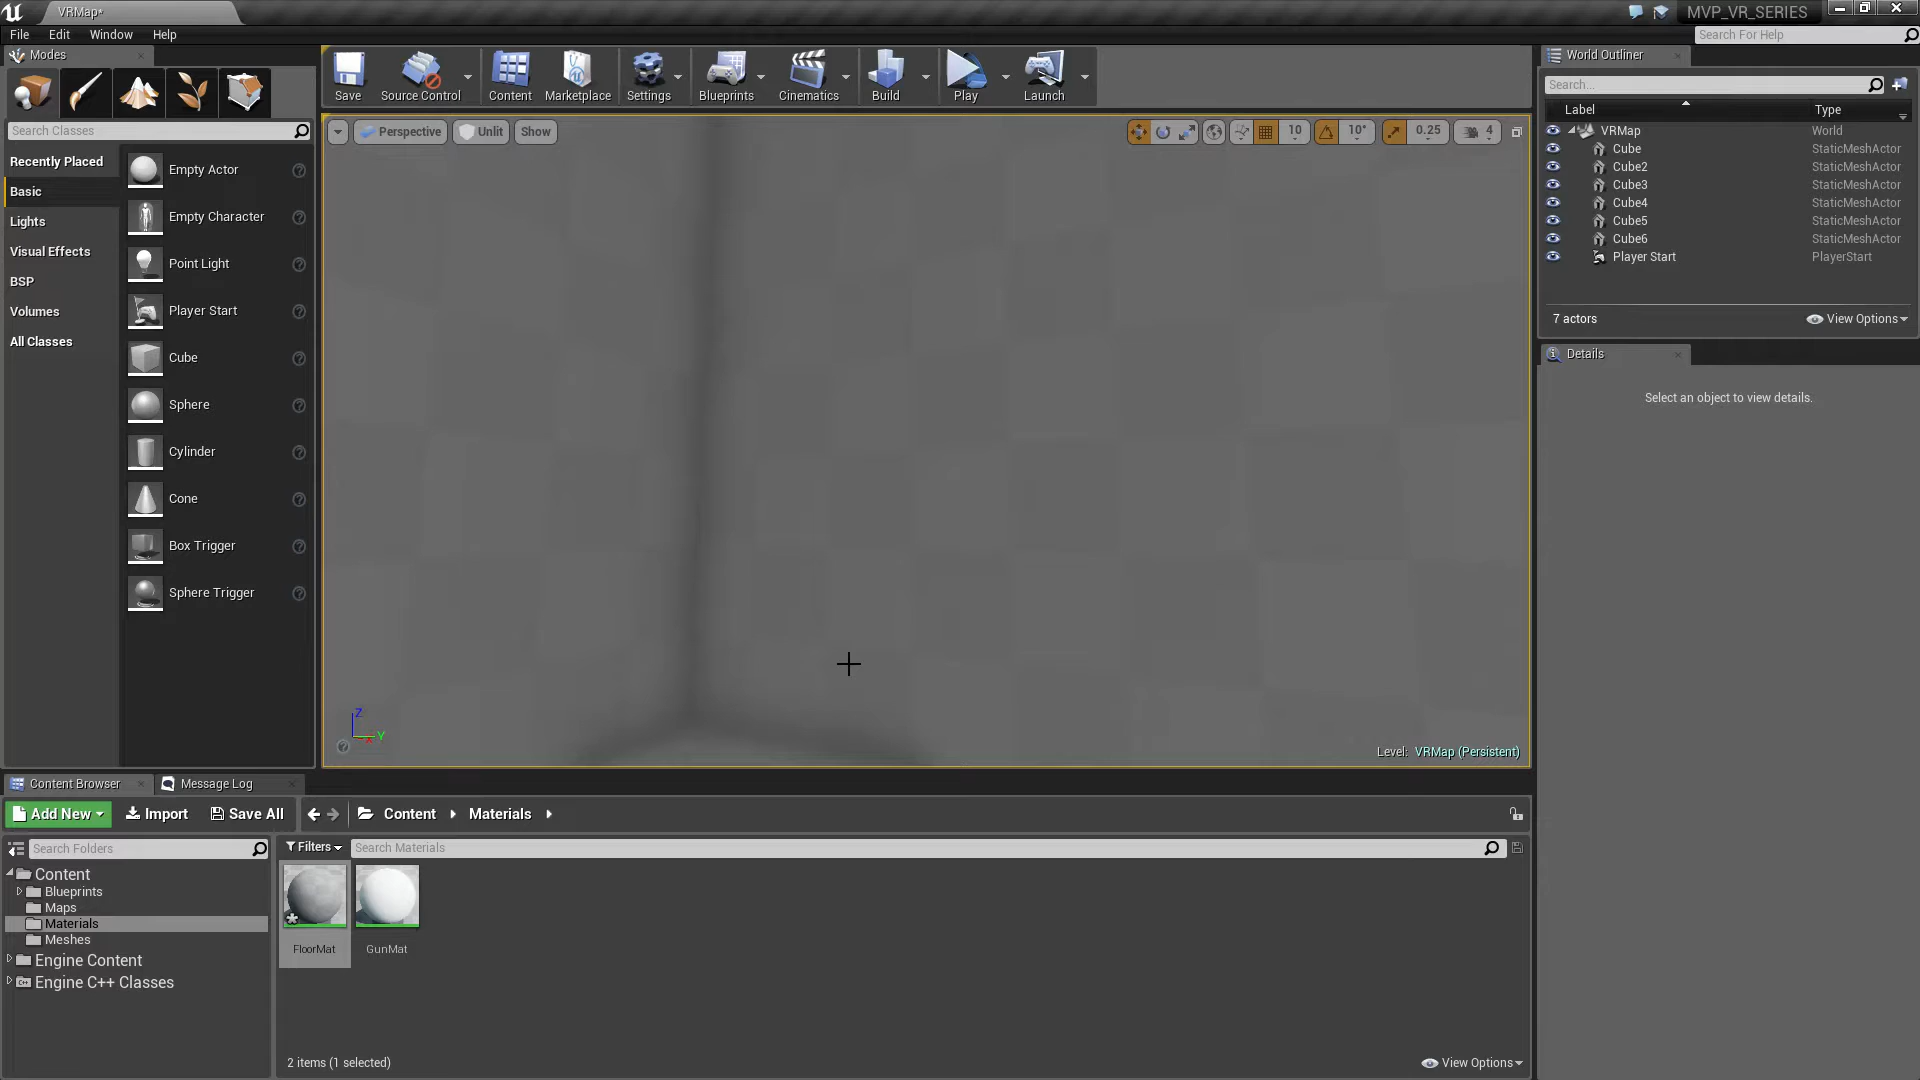 VRMap*
MVP_VR_SERIES
File Edit Window Help
Search For Help
Modes
Save
Source Control
Content
Marketplace
Settings
Blueprints
Cinematics
Build
Play
Launch
Search Classes
Recently Placed
Basic
Lights
Visual Effects
BSP
Volumes
All Classes
Empty Actor
Empty Character
Point Light
Player Start
Cube
Sphere
Cylinder
Cone
Box Trigger
Sphere Trigger
Perspective
Unlit
Show
10
10°
0.25
4
Z
Y
x
Level: VRMap (Persistent)
World Outliner
Search...
Label Type
VRMap World
Cube StaticMeshActor
Cube2 StaticMeshActor
Cube3 StaticMeshActor
Cube4 StaticMeshActor
Cube5 StaticMeshActor
Cube6 StaticMeshActor
Player Start PlayerStart
7 actors
View Options
Details
Select an object to view details.
Content Browser
Message Log
Add New
Import
Save All
Content
Materials
Search Folders
Filters
Search Materials
Content
Blueprints
Maps
Materials
Meshes
Engine Content
Engine C++ Classes
FloorMat
GunMat
2 items (1 selected)
View Options